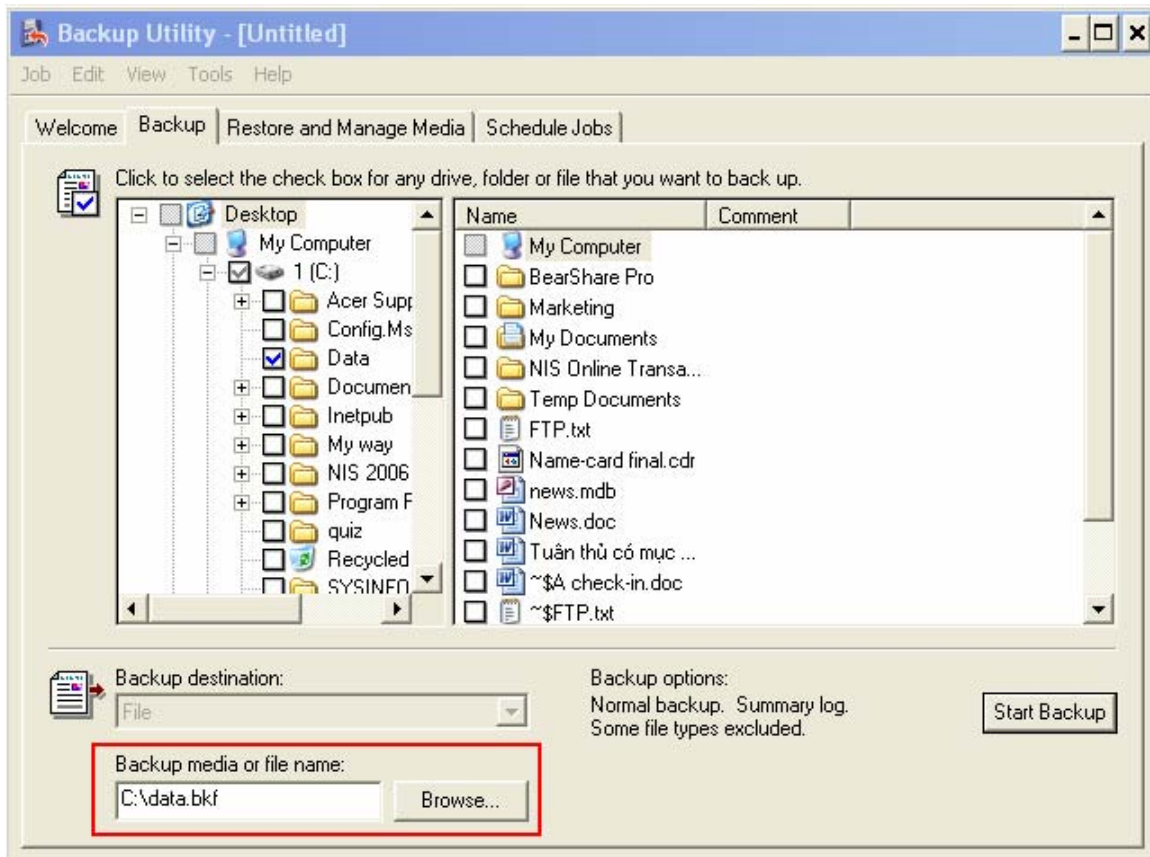 Backup Utility - [Untitled]
Job Edit View Tools Help
Welcome Backup Restore and Manage Media Schedule Jobs
Click to select the check box for any drive, folder or file that you want to back up.
Desktop
My Computer
1 (C:)
Acer Supp
Config.Ms
Data
Documen
Inetpub
My way
NIS 2006
Program F
quiz
Recycled
SYSINFO
Name Comment
My Computer
BearShare Pro
Marketing
My Documents
NIS Online Transa...
Temp Documents
FTP.txt
Name-card final.cdr
news.mdb
News.doc
Tuân thủ có mục ...
~$A check-in.doc
~$FTP.txt
Backup destination:
File
Backup media or file name:
C:\data.bkf Browse...
Backup options:
Normal backup. Summary log.
Some file types excluded.
Start Backup